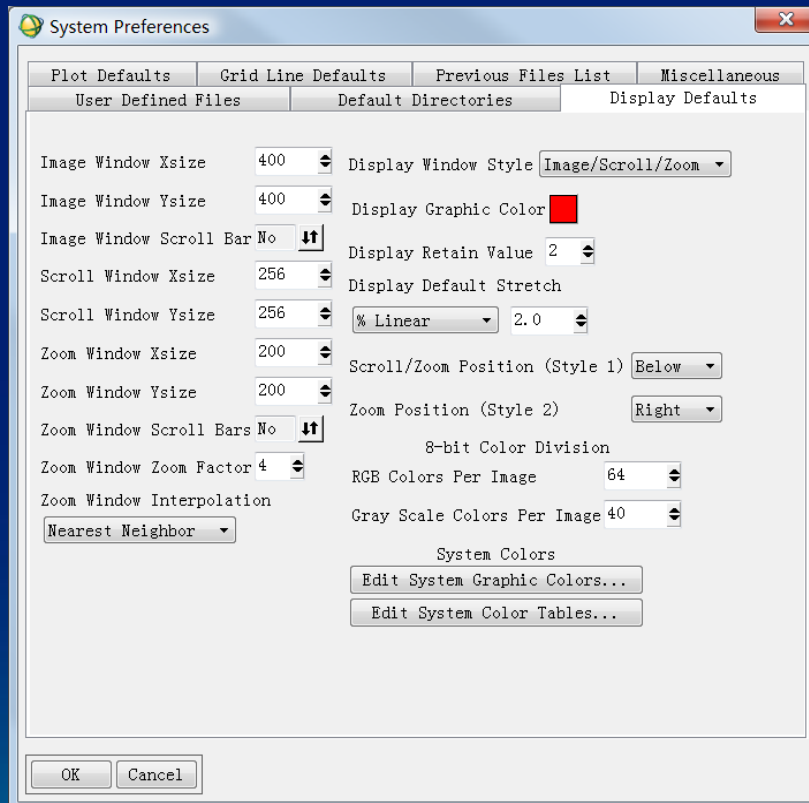 System Preferences
Plot Defaults
Grid Line Defaults
Previous Files List
Miscellaneous
User Defined Files
Default Directories
Display Defaults
Image Window Xsize 400
Image Window Ysize 400
Image Window Scroll Bar No
Scroll Window Xsize 256
Scroll Window Ysize 256
Zoom Window Xsize 200
Zoom Window Ysize 200
Zoom Window Scroll Bars No
Zoom Window Zoom Factor 4
Zoom Window Interpolation
Nearest Neighbor
Display Window Style Image/Scroll/Zoom
Display Graphic Color
Display Retain Value 2
Display Default Stretch
% Linear 2.0
Scroll/Zoom Position (Style 1) Below
Zoom Position (Style 2) Right
8-bit Color Division
RGB Colors Per Image 64
Gray Scale Colors Per Image 40
System Colors
Edit System Graphic Colors...
Edit System Color Tables...
OK
Cancel